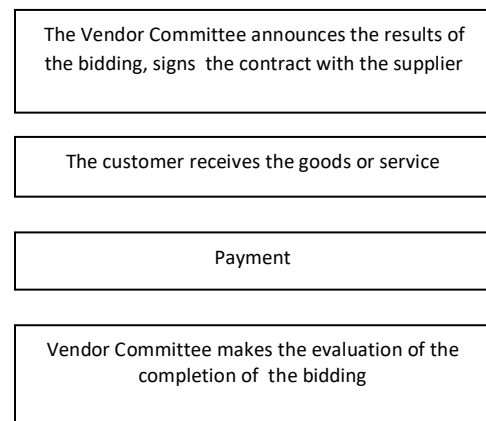 The Vendor Committee announces the results of
the bidding, signs  the contract with the supplier
The customer receives the goods or service
Payment
Vendor Committee makes the evaluation of the
completion of  the bidding